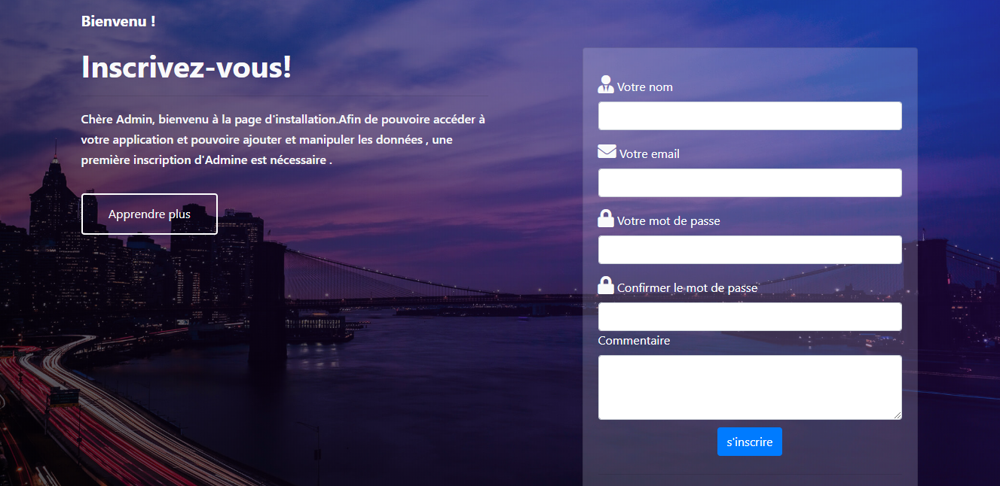 Bienvenu !
Inscrivez-vous!
Chère Admin, bienvenu à la page d'installation.Afin de pouvoire accéder à
votre application et pouvoire ajouter et manipuler les données , une
première inscription d'Admine est nécessaire .
Apprendre plus
Votre nom
Votre email
Votre mot de passe
Confirmer le mot de passe
Commentaire
s'inscrire